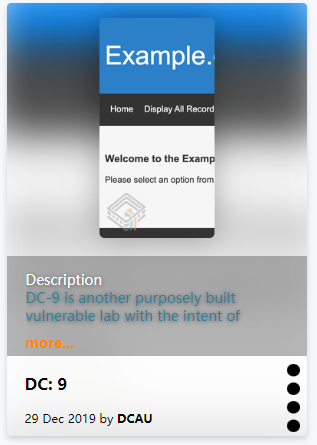 Example.
Home Display All Record
Welcome to the Examp
Please select an option from
Description
DC-9 is another purposely built
vulnerable lab with the intent of
more...
DC: 9
29 Dec 2019 by DCAU